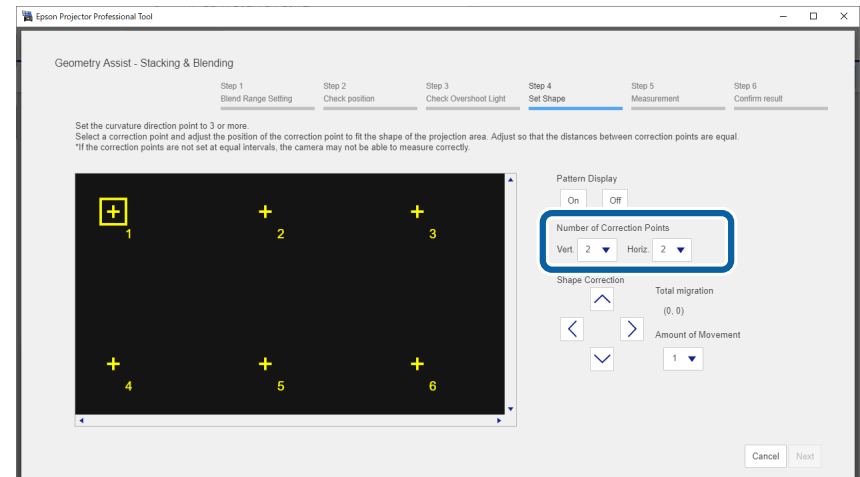 Epson Projector Professional Tool
Geometry Assist - Stacking & Blending
Step 1
Blend Range Setting
Step 2
Check position
Step 3
Check Overshoot Light
Step 4
Set Shape
Step 5
Measurement
Step 6
Confirm result
Set the curvature direction point to 3 or more.
Select a correction point and adjust the position of the correction point to fit the shape of the projection area. Adjust so that the distances between correction points are equal.
*If the correction points are not set at equal intervals, the camera may not be able to measure correctly.
1
2
3
4
5
6
Pattern Display
On Off
Number of Correction Points
Vert. 2 Horiz. 2
Shape Correction
Total migration
(0, 0)
Amount of Movement
1
Cancel Next